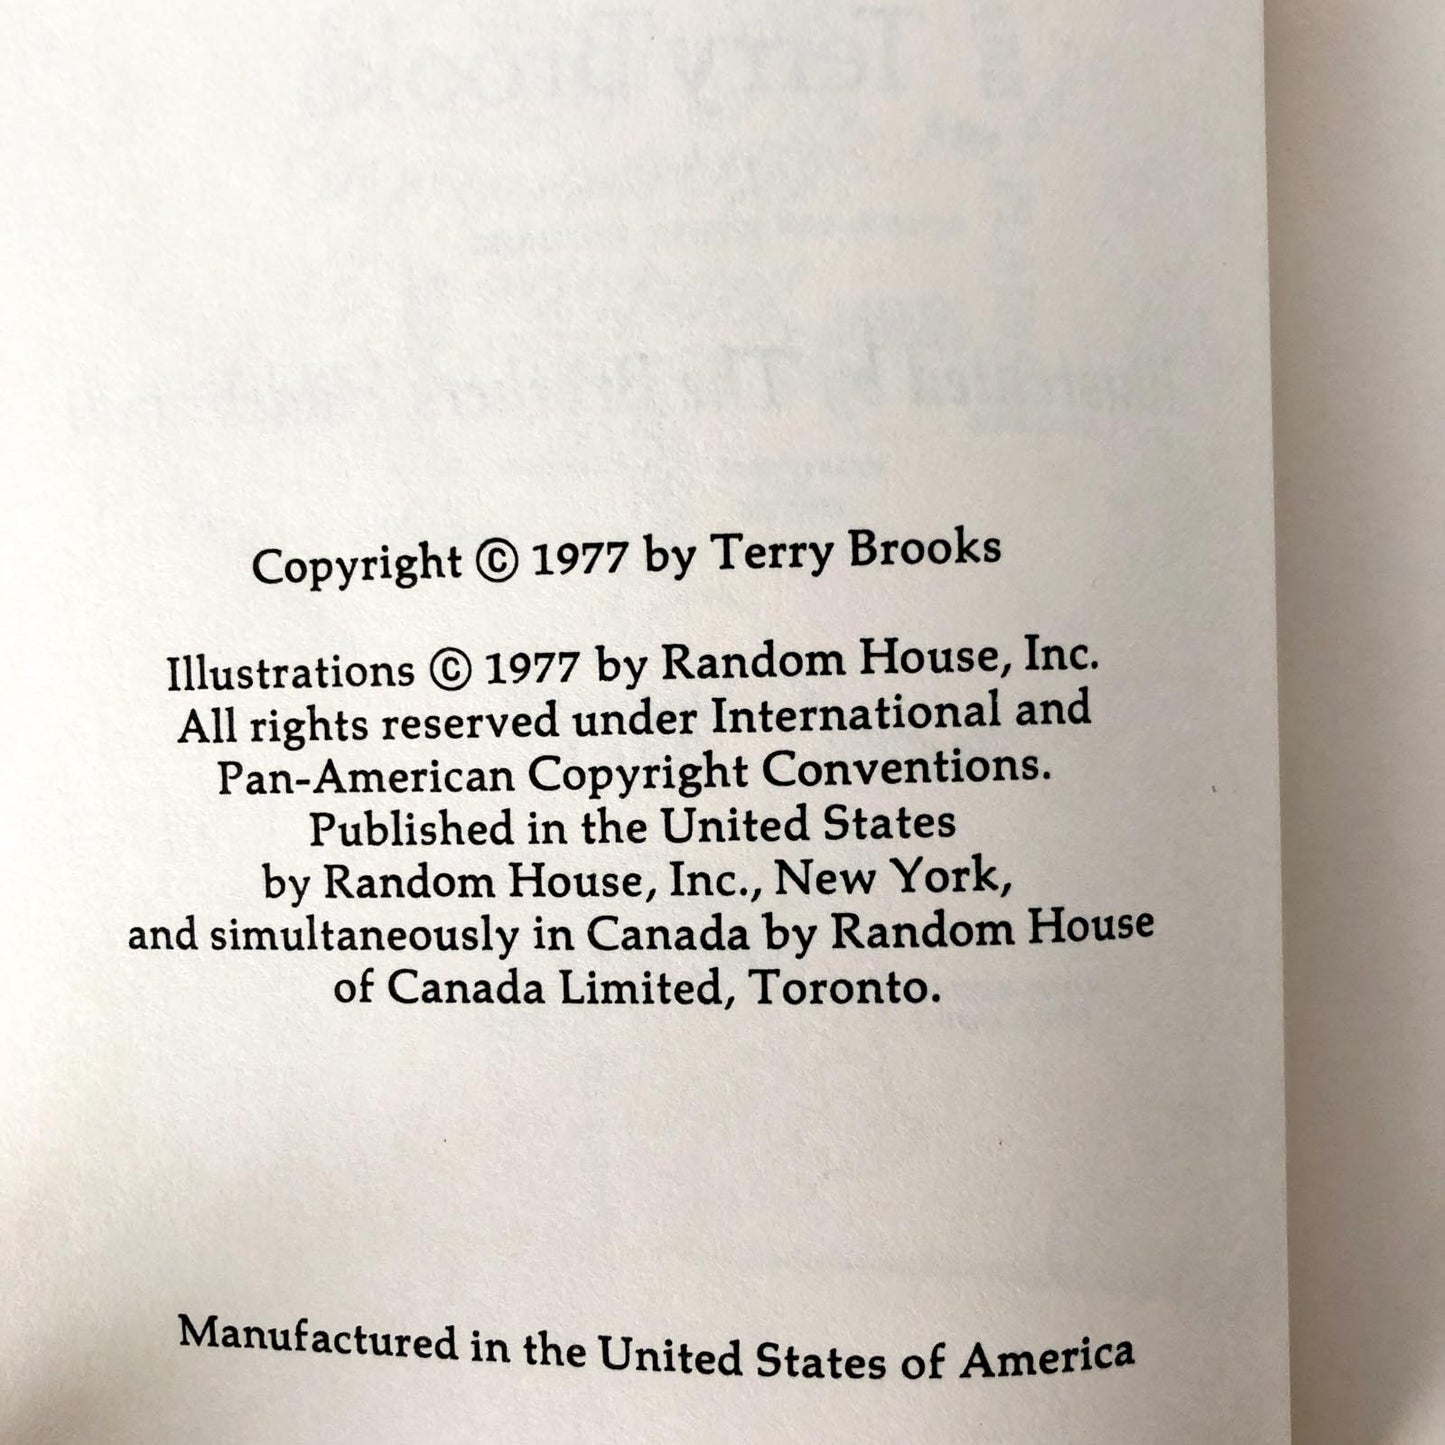 Copyright © 1977 by Terry Brooks
Illustrations © 1977 by Random House, Inc.
All rights reserved under International and
Pan-American Copyright Conventions.
Published in the United States
by Random House, Inc., New York,
and simultaneously in Canada by Random House
of Canada Limited, Toronto.
Manufactured in the United States of America